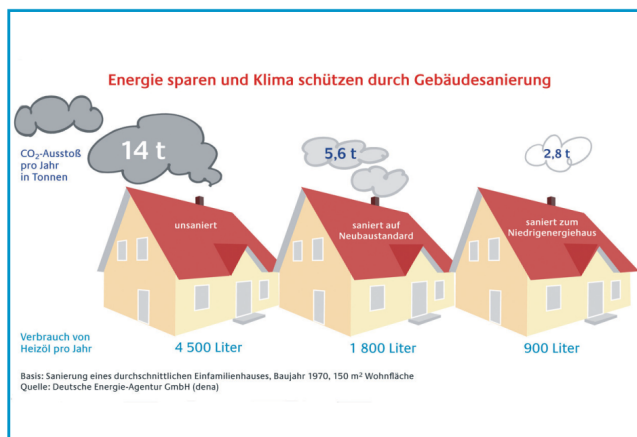 Energie sparen und Klima schützen durch Gebäudesanierung
CO₂-Ausstoß
pro Jahr
in Tonnen
14 t
5,6 t
2,8 t
unsaniert
saniert auf
Neubaustandard
saniert zum
Niedrigenergiehaus
Verbrauch von
Heizöl pro Jahr
4 500 Liter
1 800 Liter
900 Liter
Basis: Sanierung eines durchschnittlichen Einfamilienhauses, Baujahr 1970, 150 m² Wohnfläche
Quelle: Deutsche Energie-Agentur GmbH (dena)